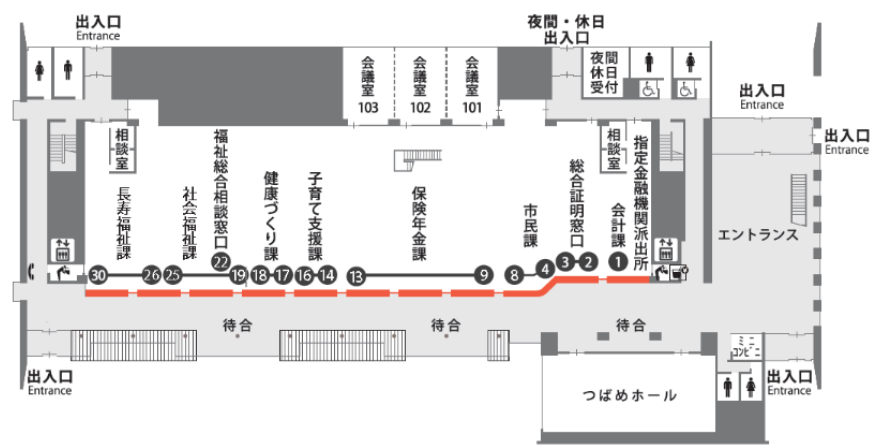 出入口
Entrance
夜間・休日
出入口
夜間
休日
受付
出入口
Entrance
出入口
Entrance
会議室
103
会議室
102
会議室
101
相談室
相談室
長寿福祉課
社会福祉課
福祉総合相談窓口
健康づくり課
子育て支援課
保険年金課
市民課
総合証明窓口
会計課
指定金融機関派出所
エントランス
30
26
25
22
19
18
17
16
14
13
9
8
4
3
2
1
待合
待合
待合
ミニ
コンビニ
つばめホール
出入口
Entrance
出入口
Entrance